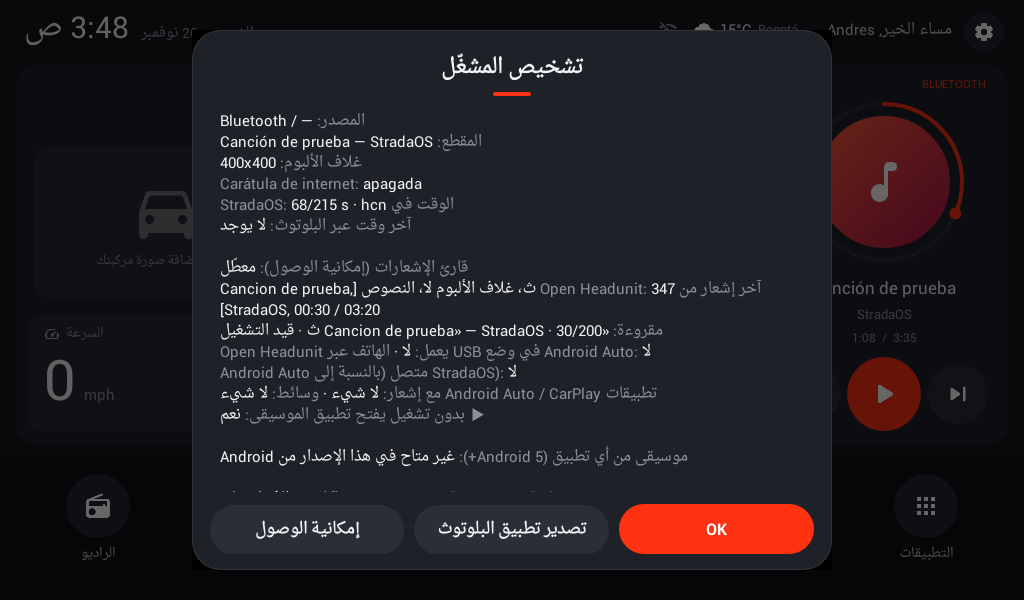 3:48 ص
20 نوفمبر
15°C Bogotá
مساء الخير, Andres
تشخيص المشغّل
المصدر: Bluetooth / —
المقطع: Canción de prueba — StradaOS
غلاف الألبوم: 400x400
Carátula de internet: apagada
الوقت في StradaOS: 68/215 s · hcn
آخر وقت عبر البلوتوث: لا يوجد
قارئ الإشعارات (إمكانية الوصول): معطّل
آخر إشعار من Open Headunit: 347 ث، غلاف الألبوم لا، النصوص [Cancion de prueba,
StradaOS, 00:30 / 03:20]
مقروءة: «Cancion de prueba» — StradaOS · 30/200 ث · قيد التشغيل
Android Auto في وضع USB يعمل: لا · الهاتف عبر Open Headunit
متصل (بالنسبة إلى Android Auto StradaOS): لا
تطبيقات Android Auto / CarPlay مع إشعار: لا شيء · وسائط: لا شيء
▶ بدون تشغيل يفتح تطبيق الموسيقى: نعم
موسيقى من أي تطبيق (Android 5+): غير متاح في هذا الإصدار من Android
إمكانية الوصول
تصدير تطبيق البلوتوث
OK
BLUETOOTH
nción de prueba
StradaOS
1:08 / 3:35
ضافة صورة مركبتك
السرعة
0 mph
الراديو
التطبيقات